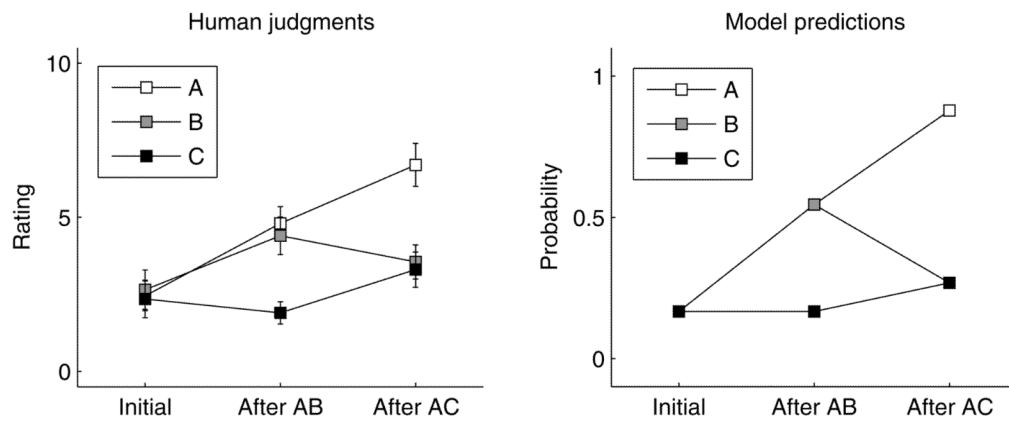 Human judgments
10
5
0
Rating
A
B
C
Initial
After AB
After AC
Model predictions
1
0.5
0
Probability
A
B
C
Initial
After AB
After AC